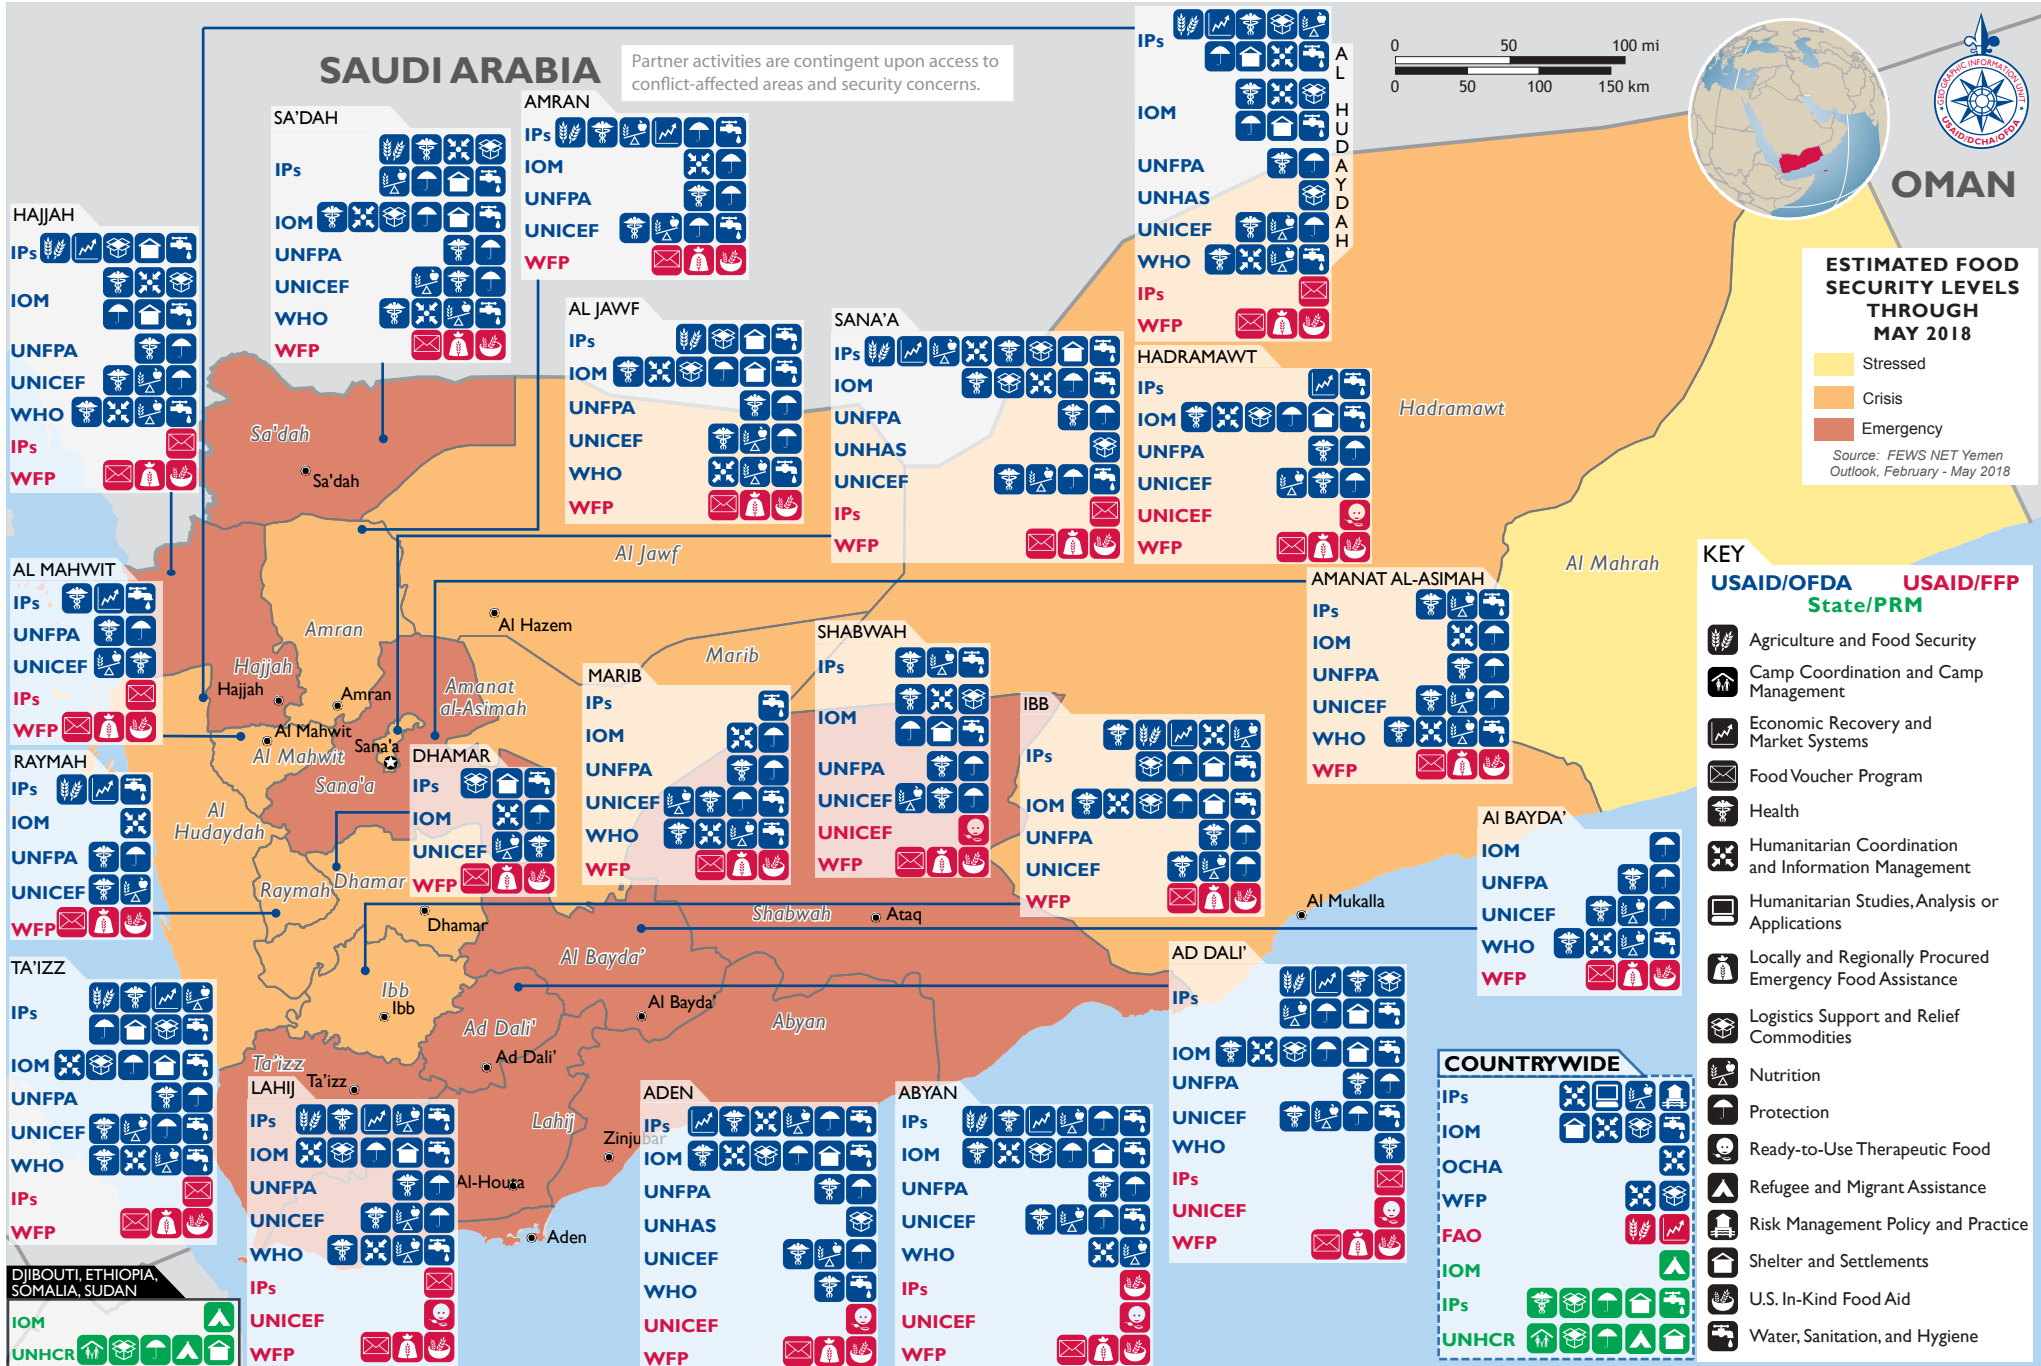 SAUDI ARABIA
Partner activities are contingent upon access to
conflict-affected areas and security concerns.
0 50 100 mi
0 50 100 150 km
GEOGRAPHIC INFORMATION UNIT
USAID/DCHA/OFDA
OMAN
ESTIMATED FOOD
SECURITY LEVELS
THROUGH
MAY 2018
Stressed
Crisis
Emergency
Source: FEWS NET Yemen
Outlook, February - May 2018
HAJJAH
IPs
IOM
UNFPA
UNICEF
WHO
IPs
WFP
SA'DAH
IPs
IOM
UNFPA
UNICEF
WHO
WFP
AMRAN
IPs
IOM
UNFPA
UNICEF
WFP
AL JAWF
IPs
IOM
UNFPA
UNICEF
WHO
WFP
SANA'A
IPs
IOM
UNFPA
UNHAS
UNICEF
IPs
WFP
AL HUDAYDAH
IPs
IOM
UNFPA
UNHAS
UNICEF
WHO
IPs
WFP
HADRAMAWT
IPs
IOM
UNFPA
UNICEF
UNICEF
WFP
AL MAHWIT
IPs
UNFPA
UNICEF
IPs
WFP
RAYMAH
IPs
IOM
UNFPA
UNICEF
WFP
DHAMAR
IPs
IOM
UNICEF
WFP
MARIB
IPs
IOM
UNFPA
UNICEF
WHO
WFP
SHABWAH
IPs
IOM
UNFPA
UNICEF
UNICEF
WFP
IBB
IPs
IOM
UNFPA
UNICEF
WFP
AMANAT AL-ASIMAH
IPs
IOM
UNFPA
UNICEF
WHO
WFP
Al BAYDA'
IOM
UNFPA
UNICEF
WHO
WFP
TA'IZZ
IPs
IOM
UNFPA
UNICEF
WHO
IPs
WFP
LAHIJ
IPs
IOM
UNFPA
UNICEF
WHO
IPs
UNICEF
WFP
ADEN
IPs
IOM
UNFPA
UNHAS
UNICEF
WHO
UNICEF
WFP
ABYAN
IPs
IOM
UNFPA
UNICEF
WHO
IPs
UNICEF
WFP
AD DALI'
IPs
IOM
UNFPA
UNICEF
WHO
IPs
UNICEF
WFP
COUNTRYWIDE
IPs
IOM
OCHA
WFP
FAO
IOM
IPs
UNHCR
DJIBOUTI, ETHIOPIA,
SOMALIA, SUDAN
IOM
UNHCR
Sa'dah
Sa'dah
Al Jawf
Al Hazem
Amran
Amran
Hajjah
Hajjah
Al Mahwit
Al Mahwit
Sana'a
Sana'a
Amanat
al-Asimah
Marib
Hadramawt
Al Mahrah
Al
Hudaydah
Raymah
Dhamar
Dhamar
Ibb
Ibb
Shabwah
Ataq
Al Mukalla
Al Bayda'
Al Bayda'
Ad Dali'
Ad Dali'
Abyan
Ta'izz
Ta'izz
Lahij
Zinjubar
Al-Houta
Aden
KEY
USAID/OFDA USAID/FFP
State/PRM
Agriculture and Food Security
Camp Coordination and Camp
Management
Economic Recovery and
Market Systems
Food Voucher Program
Health
Humanitarian Coordination
and Information Management
Humanitarian Studies, Analysis or
Applications
Locally and Regionally Procured
Emergency Food Assistance
Logistics Support and Relief
Commodities
Nutrition
Protection
Ready-to-Use Therapeutic Food
Refugee and Migrant Assistance
Risk Management Policy and Practice
Shelter and Settlements
U.S. In-Kind Food Aid
Water, Sanitation, and Hygiene